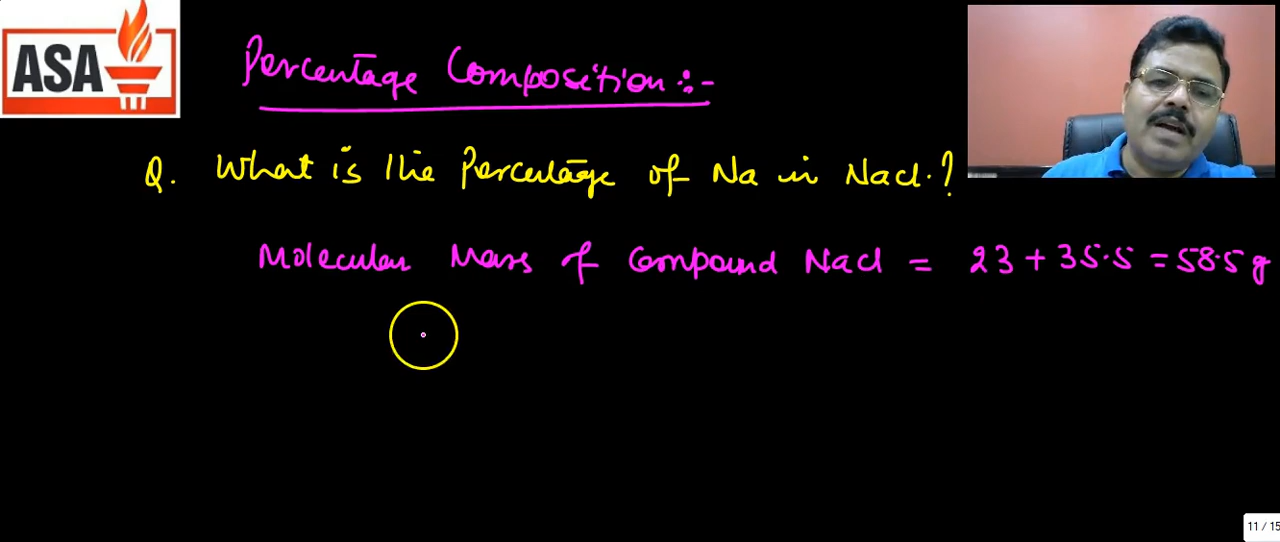 ASA
Percentage Composition :-
Q. What is the Percentage of Na in Nacl.?
Molecular Mass of Compound Nacl = 23 + 35.5 = 58.5 g
11 / 15